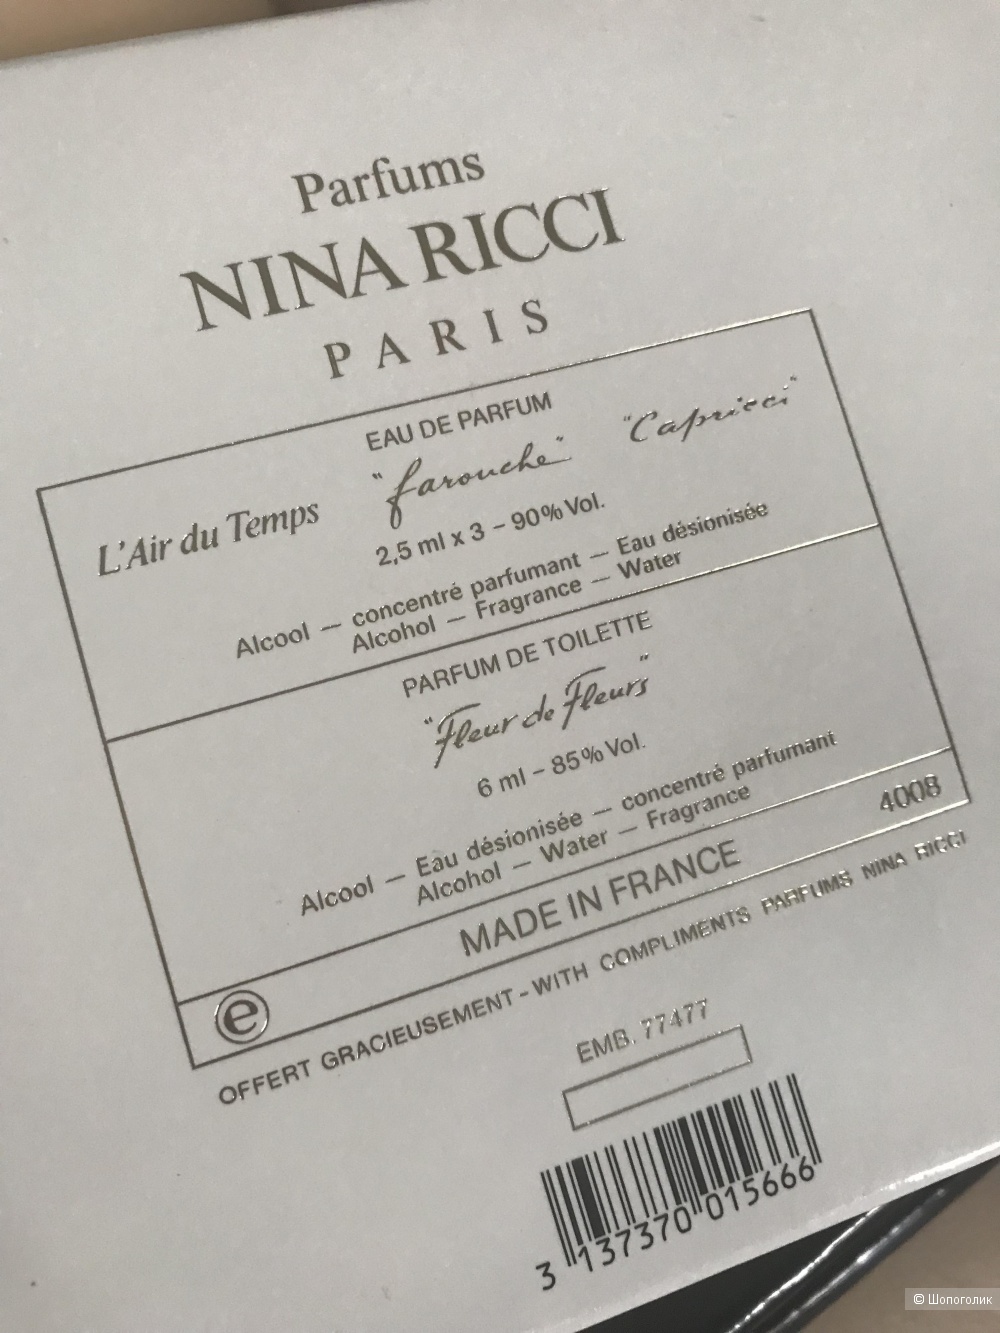 Parfums
NINA RICCI
PARIS
EAU DE PARFUM
L'Air du Temps "farouche" "Capricci"
2,5 ml x 3 – 90% Vol.
Alcool — concentré parfumant — Eau désionisée
Alcohol — Fragrance — Water
PARFUM DE TOILETTE
"Fleur de Fleurs"
6 ml – 85% Vol.
Alcool — Eau désionisée — concentré parfumant
Alcohol — Water — Fragrance
4008
MADE IN FRANCE
e
OFFERT GRACIEUSEMENT - WITH COMPLIMENTS PARFUMS NINA RICCI
EMB. 77477
3 137370 015666
© Шопоголик